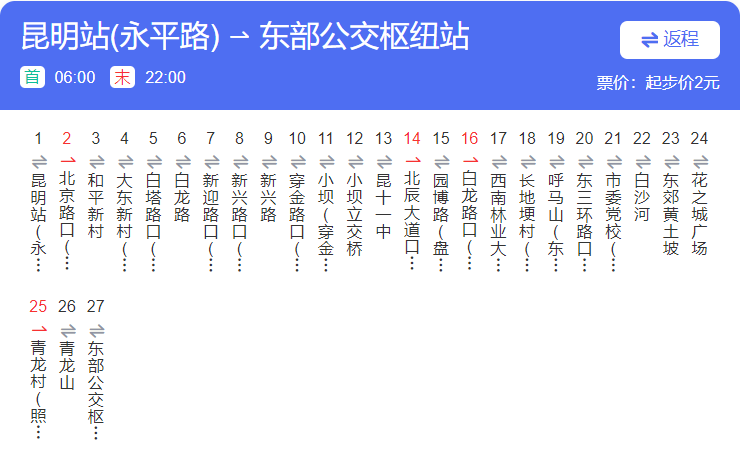 昆明站(永平路) ⇀ 东部公交枢纽站
⇌ 返程
首 06:00 末 22:00
票价：起步价2元
1 ⇌ 昆明站(永…
2 ⇀ 北京路口(…
3 ⇌ 和平新村
4 ⇌ 大东新村(…
5 ⇌ 白塔路口(…
6 ⇌ 白龙路
7 ⇌ 新迎路口(…
8 ⇌ 新兴路口(…
9 ⇌ 新兴路
10 ⇌ 穿金路口(…
11 ⇌ 小坝(穿金…
12 ⇌ 小坝立交桥
13 ⇌ 昆十一中
14 ⇀ 北辰大道口…
15 ⇌ 园博路(盘…
16 ⇀ 白龙路口(…
17 ⇌ 西南林业大…
18 ⇌ 长地埂村(…
19 ⇌ 呼马山(东…
20 ⇌ 东三环路口…
21 ⇌ 市委党校(…
22 ⇌ 白沙河
23 ⇌ 东郊黄土坡
24 ⇌ 花之城广场
25 ⇀ 青龙村(照…
26 ⇌ 青龙山
27 ⇌ 东部公交枢…